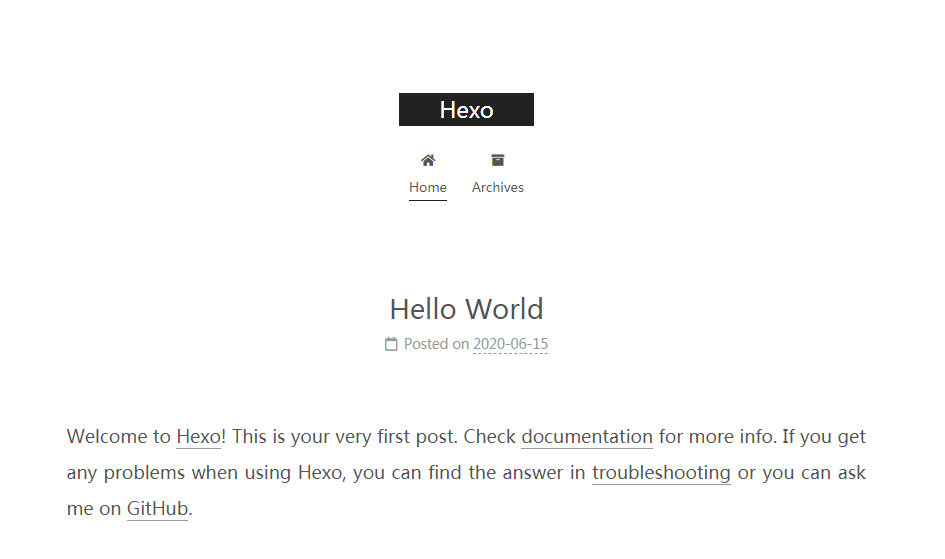 Hexo
Home Archives
Hello World
Posted on 2020-06-15
Welcome to Hexo! This is your very first post. Check documentation for more info. If you get
any problems when using Hexo, you can find the answer in troubleshooting or you can ask
me on GitHub.